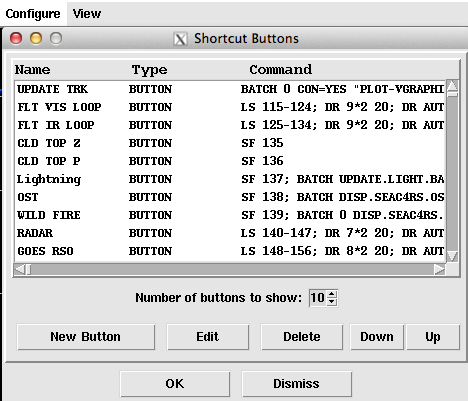 Configure View
Shortcut Buttons
Name Type Command
UPDATE TRK BUTTON BATCH 0 CON=YES "PLOT-VGRAPHI
FLT VIS LOOP BUTTON LS 115-124; DR 9*2 20; DR AUT
FLT IR LOOP BUTTON LS 125-134; DR 9*2 20; DR AUT
CLD TOP Z BUTTON SF 135
CLD TOP P BUTTON SF 136
Lightning BUTTON SF 137; BATCH UPDATE.LIGHT.BA
OST BUTTON SF 138; BATCH DISP.SEAC4RS.OS
WILD FIRE BUTTON SF 139; BATCH 0 DISP.SEAC4RS.
RADAR BUTTON LS 140-147; DR 7*2 20; DR AUT
GOES RSO BUTTON LS 148-156; DR 8*2 20; DR AUT
Number of buttons to show: 10
New Button Edit Delete Down Up
OK Dismiss